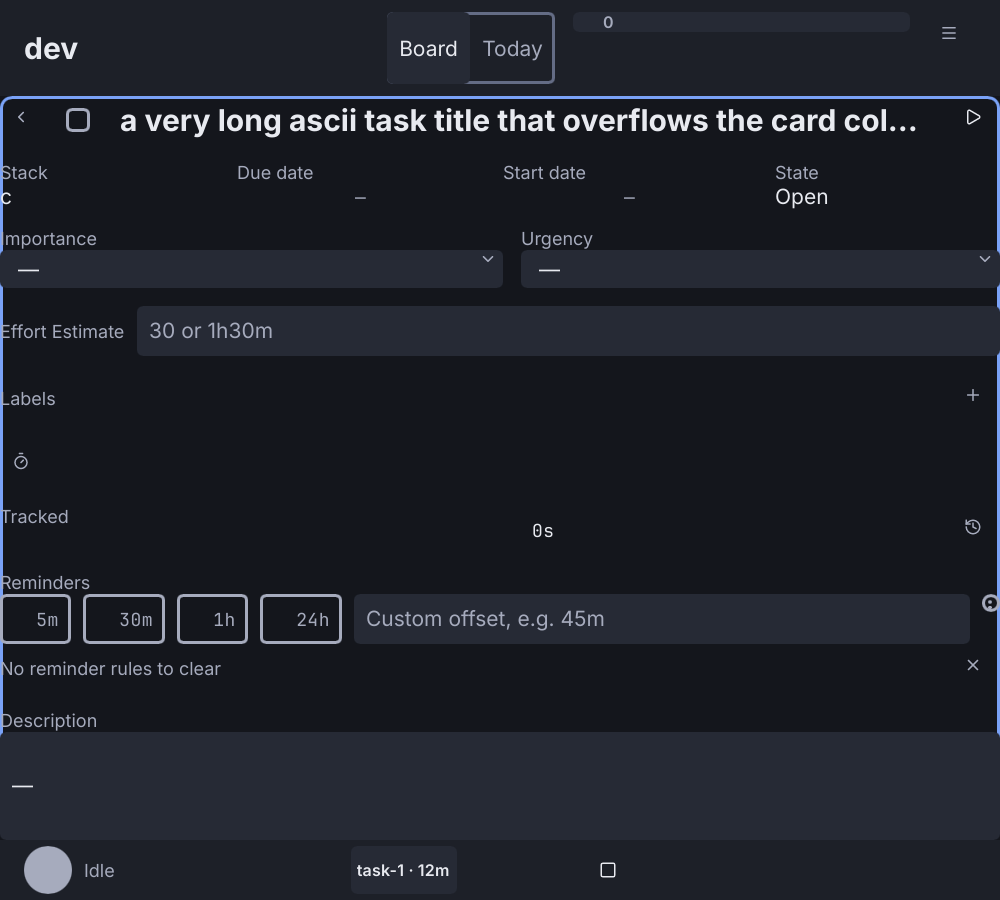 dev
Board Today 0
a very long ascii task title that overflows the card col…
Stack Due date Start date State
c – – Open
Importance Urgency
— —
Effort Estimate 30 or 1h30m
Labels
Tracked
0s
Reminders
5m 30m 1h 24h Custom offset, e.g. 45m
No reminder rules to clear
Description
—
Idle task-1 · 12m